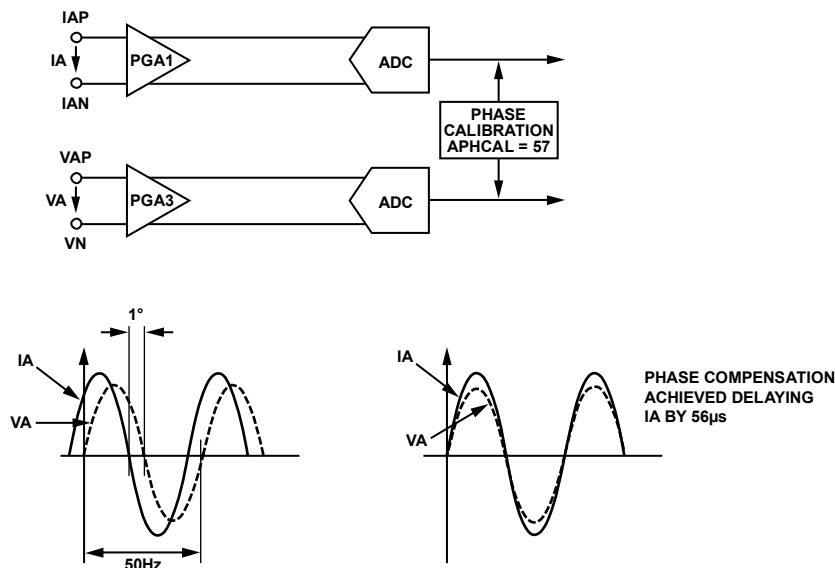 IAP
IA
IAN
PGA1
ADC
PHASE
CALIBRATION
APHCAL = 57
VAP
VA
VN
PGA3
ADC
1°
IA
VA
50Hz
IA
VA
PHASE COMPENSATION
ACHIEVED DELAYING
IA BY 56µs